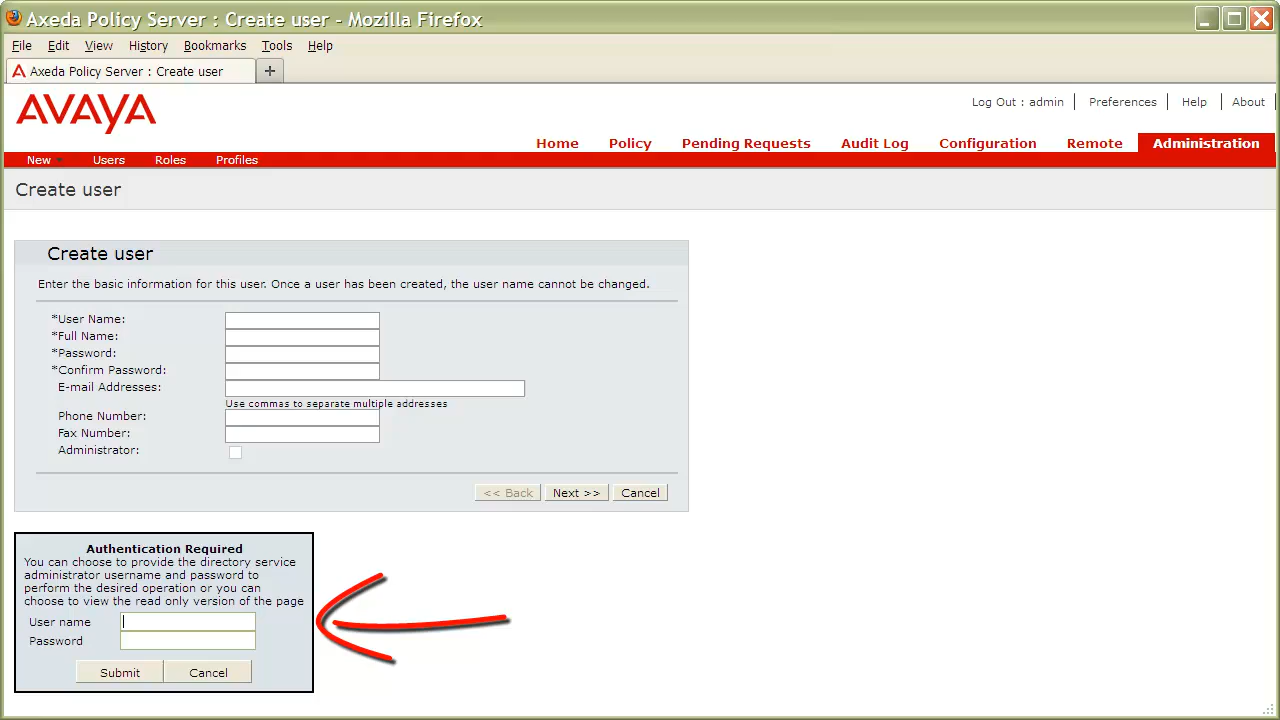 Axeda Policy Server : Create user - Mozilla Firefox
File Edit View History Bookmarks Tools Help
Axeda Policy Server : Create user +
AVAYA
Log Out : admin Preferences Help About
Home Policy Pending Requests Audit Log Configuration Remote Administration
New Users Roles Profiles
Create user
Create user
Enter the basic information for this user. Once a user has been created, the user name cannot be changed.
*User Name:
*Full Name:
*Password:
*Confirm Password:
E-mail Addresses:
Use commas to separate multiple addresses
Phone Number:
Fax Number:
Administrator:
<< Back Next >> Cancel
Authentication Required
You can choose to provide the directory service
administrator username and password to
perform the desired operation or you can
choose to view the read only version of the page
User name
Password
Submit Cancel